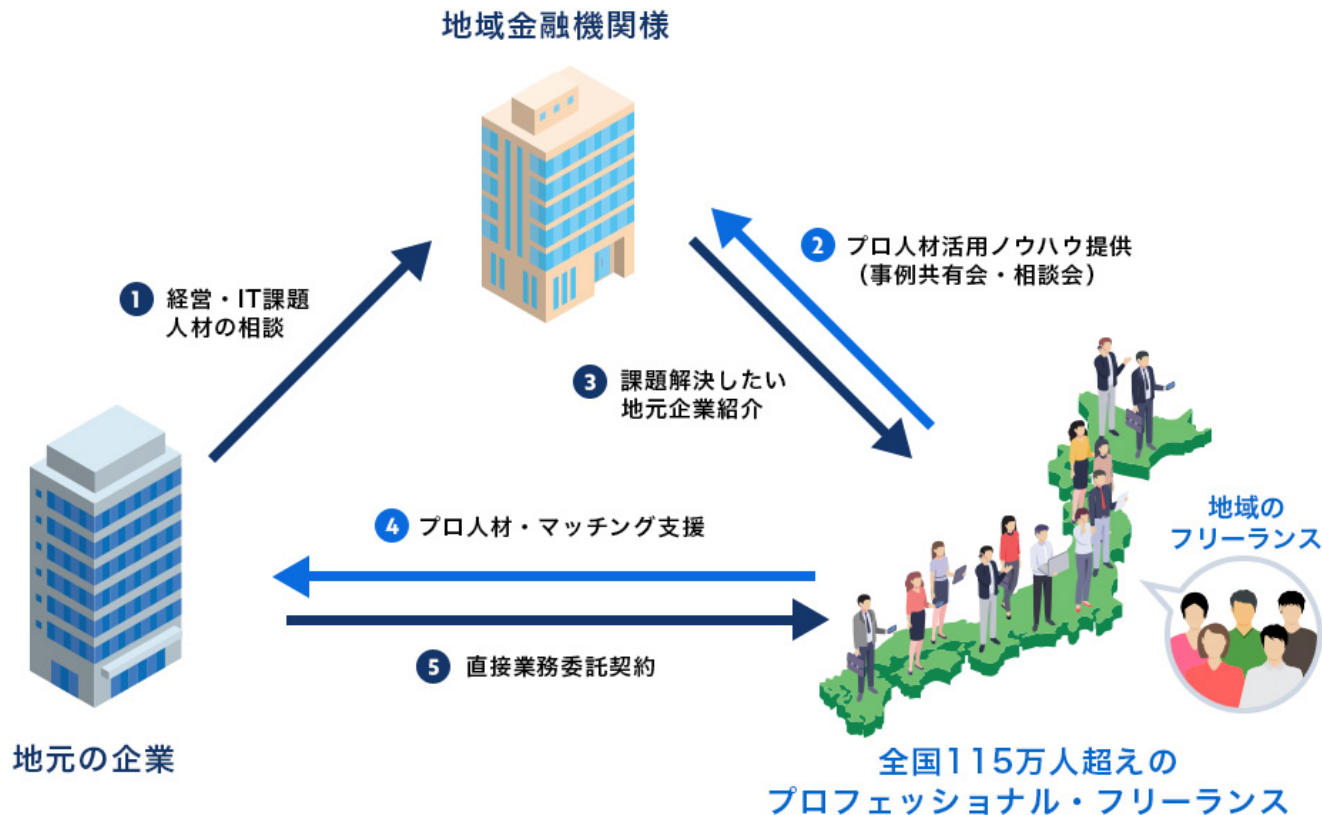 地域金融機関様
2 プロ人材活用ノウハウ提供
（事例共有会・相談会）
1 経営・IT課題
人材の相談
3 課題解決したい
地元企業紹介
地域の
フリーランス
4 プロ人材・マッチング支援
5 直接業務委託契約
地元の企業
全国115万人超えの
プロフェッショナル・フリーランス